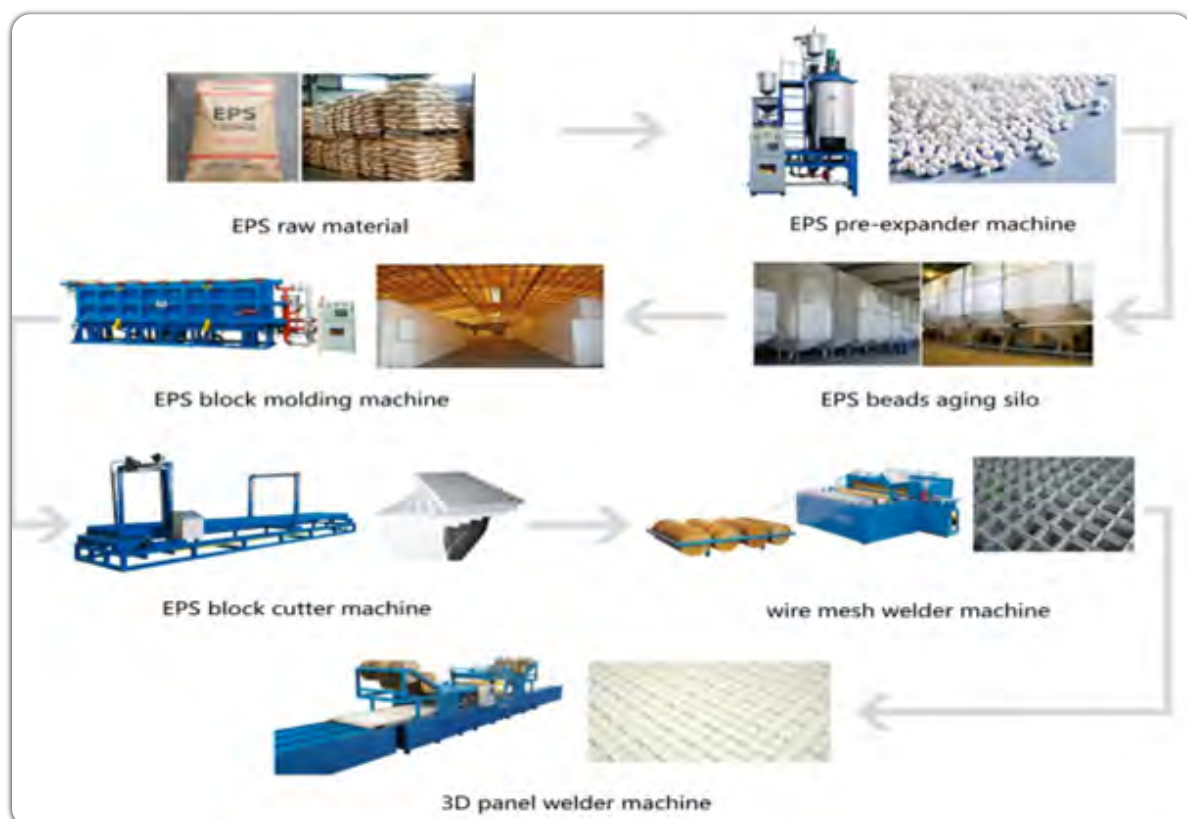 EPS
EPS raw material
EPS pre-expander machine
EPS block molding machine
EPS beads aging silo
EPS block cutter machine
wire mesh welder machine
3D panel welder machine